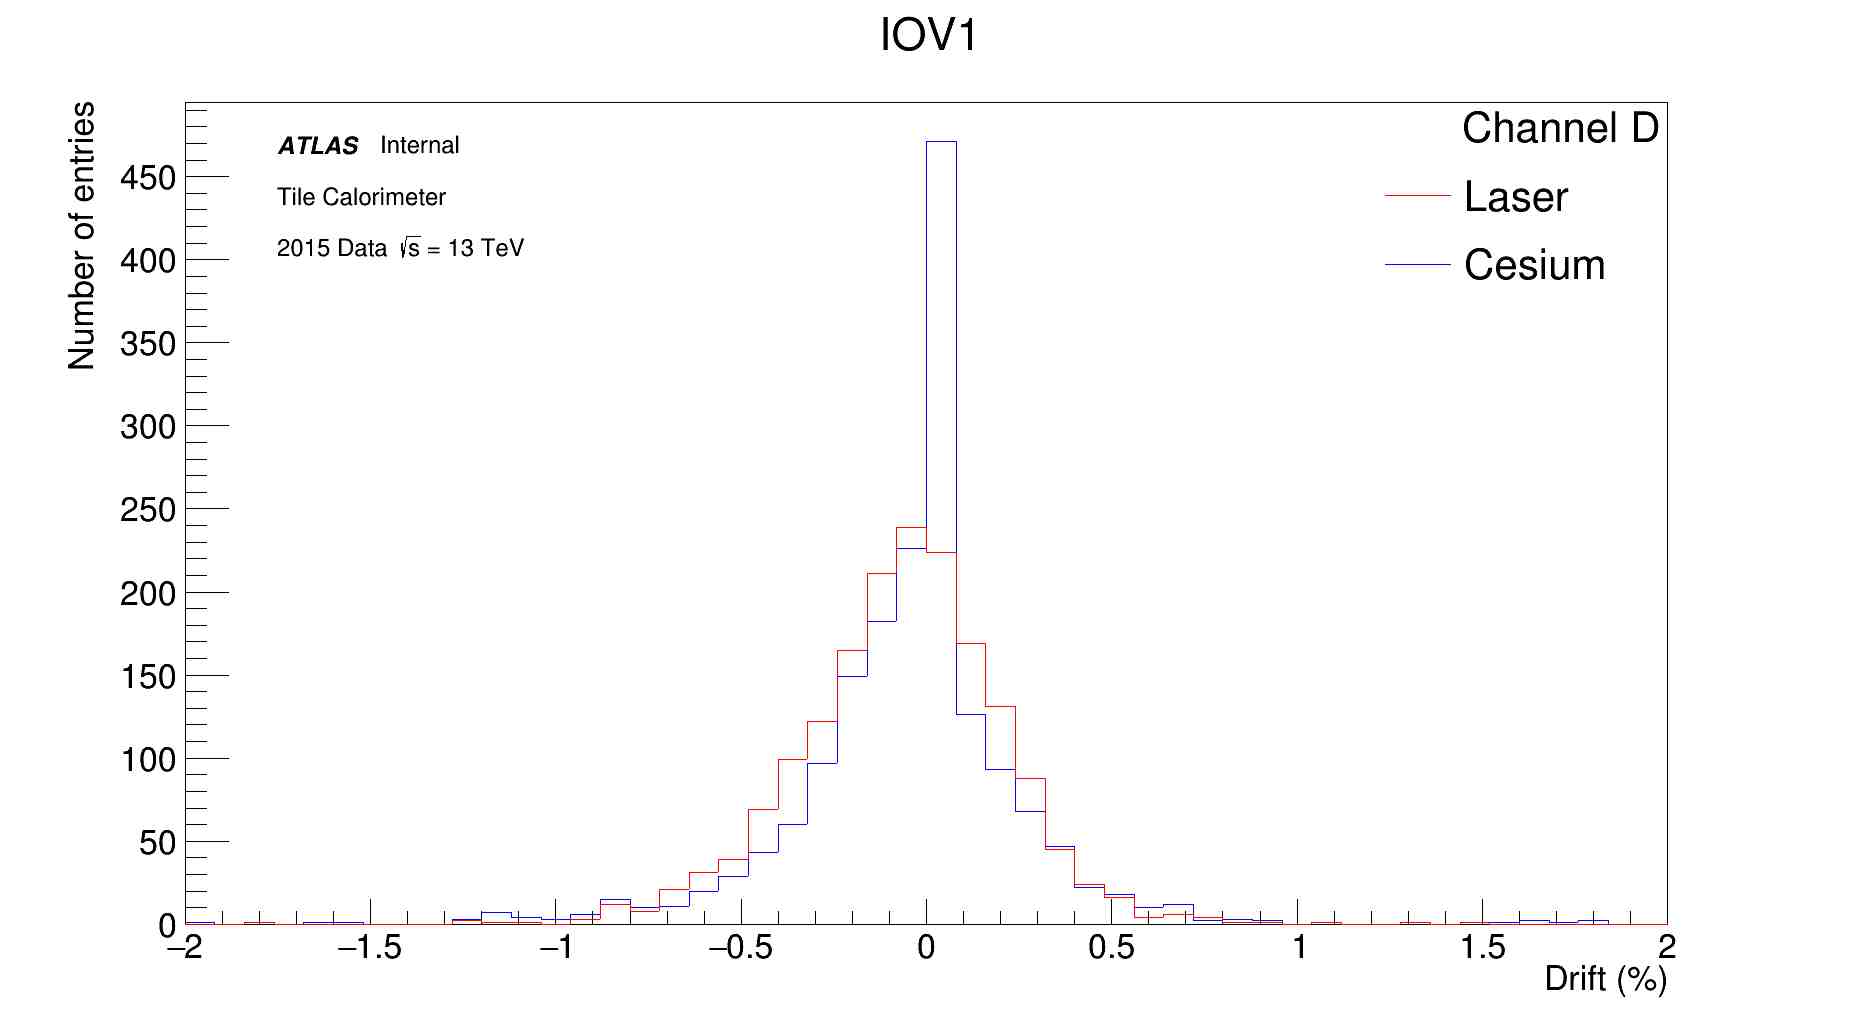 IOV1
Number of entries
ATLAS Internal
Tile Calorimeter
2015 Data √s = 13 TeV
Channel D
Laser
Cesium
450
400
350
300
250
200
150
100
50
0
−2 −1.5 −1 −0.5 0 0.5 1 1.5 2
Drift (%)